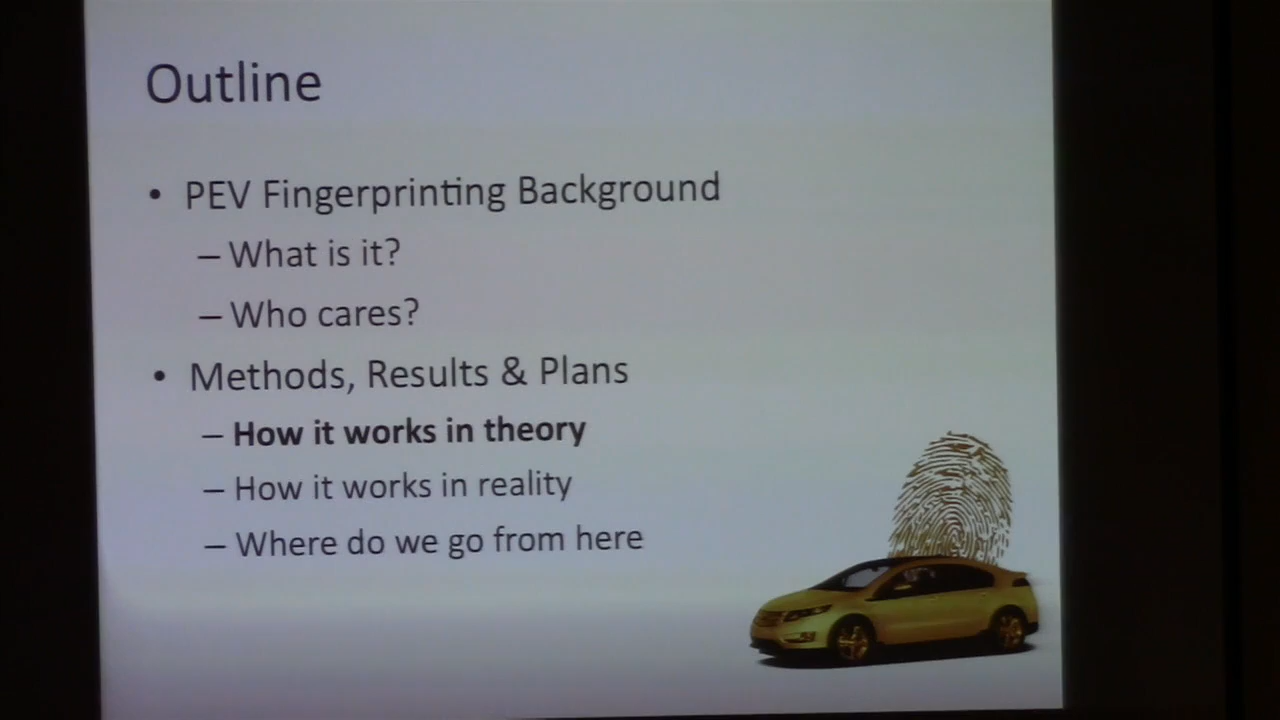 Outline
• PEV Fingerprinting Background
– What is it?
– Who cares?
• Methods, Results & Plans
– How it works in theory
– How it works in reality
– Where do we go from here